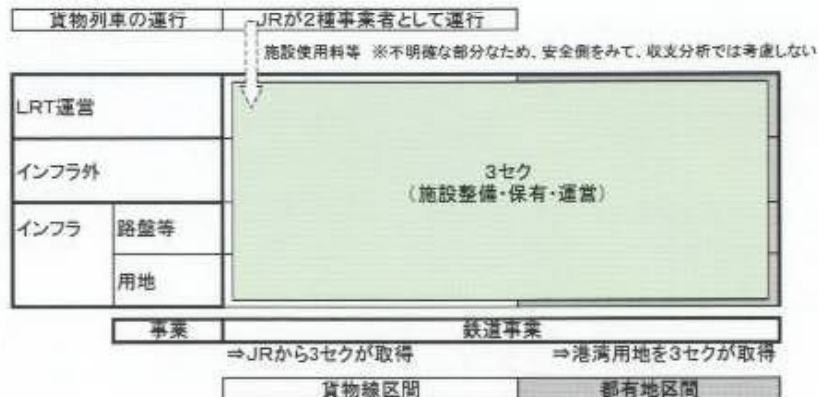 貨物列車の運行
-JRが2種事業者として運行
施設使用料等 ※不明確な部分なため、安全側をみて、収支分析では考慮しない
LRT運営
インフラ外
3セク
(施設整備・保有・運営)
インフラ
路盤等
用地
事業
鉄道事業
⇒JRから3セクが取得
⇒港湾用地を3セクが取得
貨物線区間
都有地区間